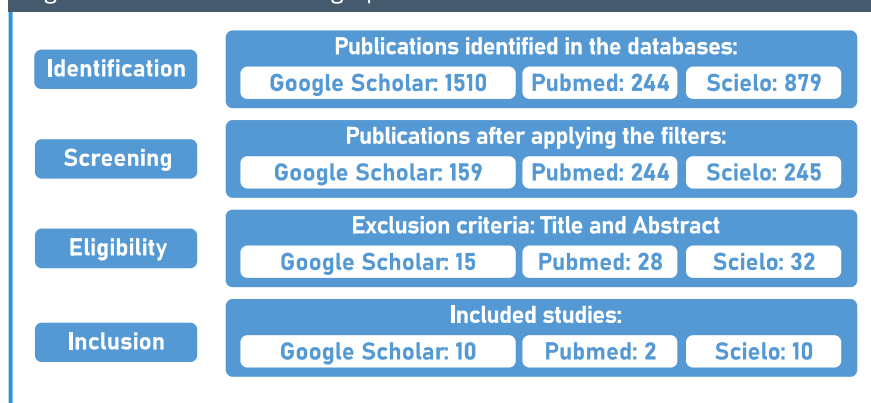 Identification
Publications identified in the databases:
Google Scholar: 1510 Pubmed: 244 Scielo: 879
Screening
Publications after applying the filters:
Google Scholar: 159 Pubmed: 244 Scielo: 245
Eligibility
Exclusion criteria: Title and Abstract
Google Scholar: 15 Pubmed: 28 Scielo: 32
Inclusion
Included studies:
Google Scholar: 10 Pubmed: 2 Scielo: 10